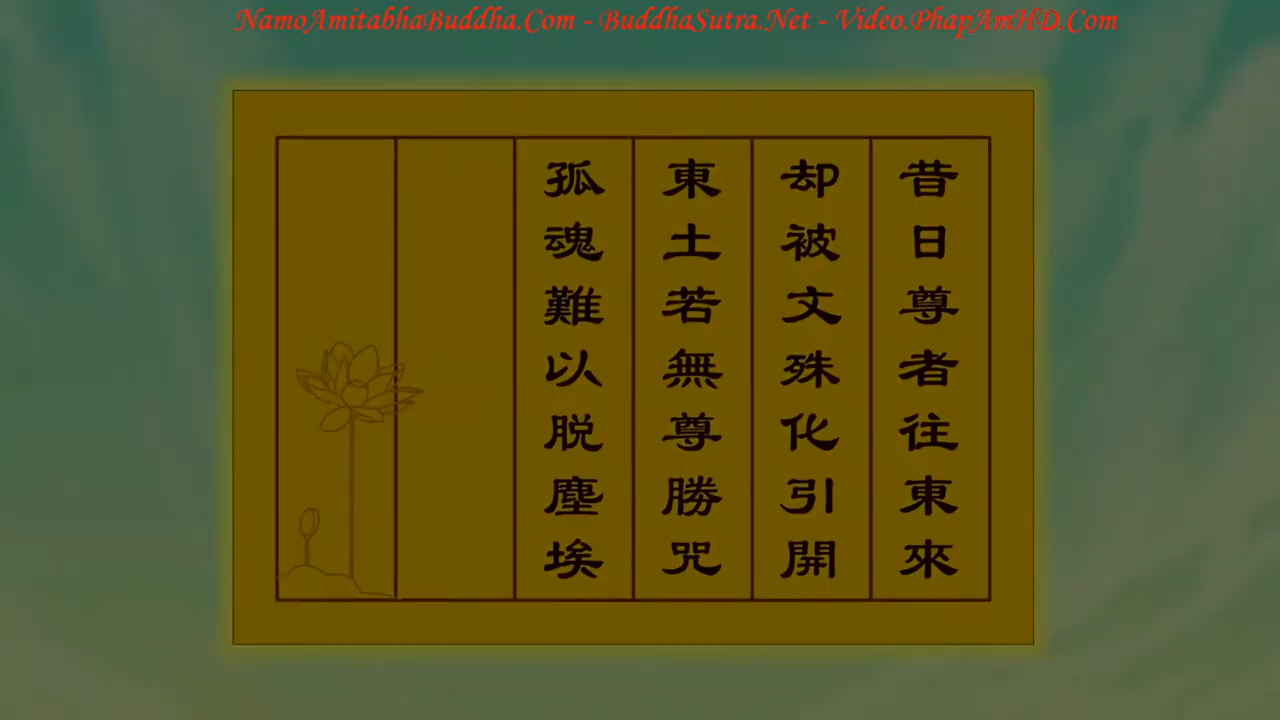 NamoAmitabhaBuddha.Com - BuddhaSutra.Net - Video.PhapAmHD.Com
昔日尊者往東來
却被文殊化引開
東土若無尊勝咒
孤魂難以脱塵埃